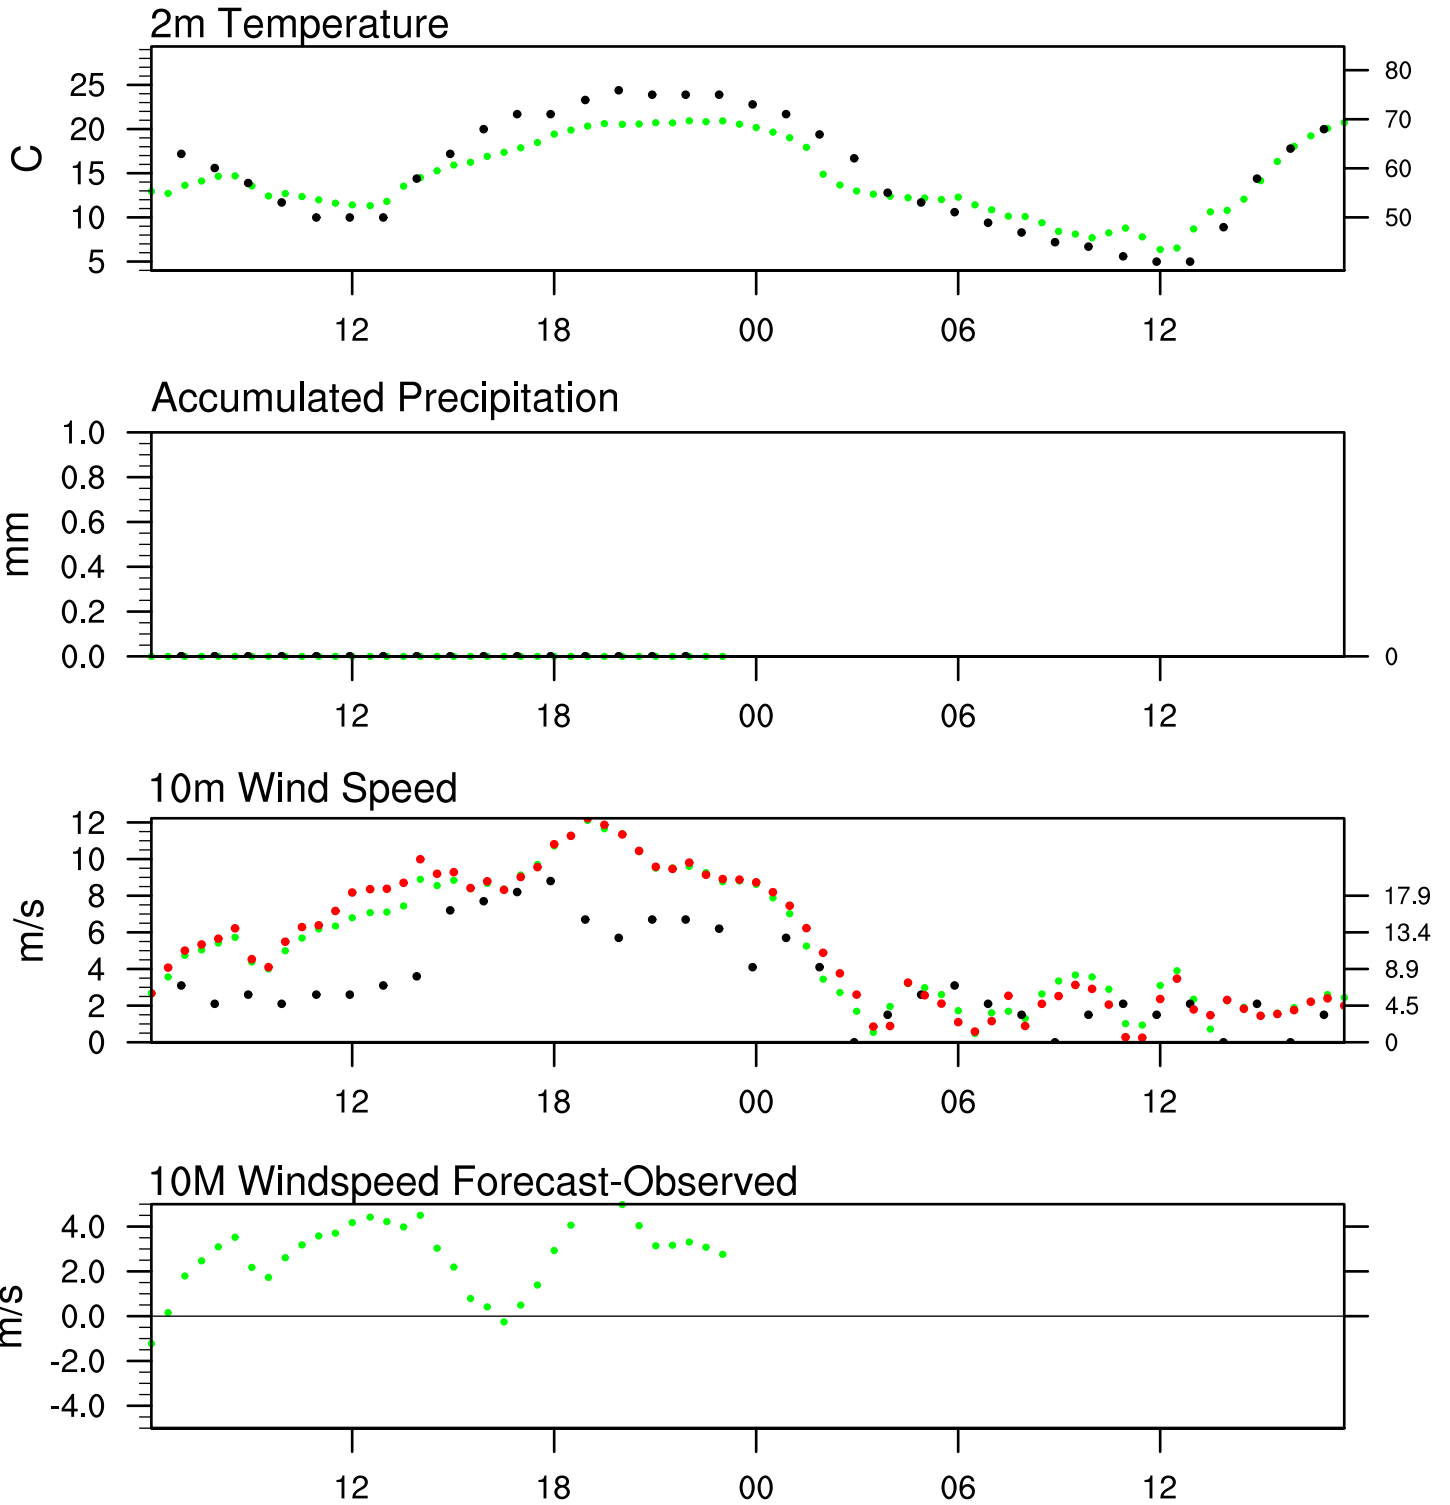 2m Temperature
C
25
20
15
10
5
80
70
60
50
12 18 00 06 12
Accumulated Precipitation
mm
1.0
0.8
0.6
0.4
0.2
0.0
0
12 18 00 06 12
10m Wind Speed
m/s
12
10
8
6
4
2
0
17.9
13.4
8.9
4.5
0
12 18 00 06 12
10M Windspeed Forecast-Observed
m/s
4.0
2.0
0.0
-2.0
-4.0
12 18 00 06 12